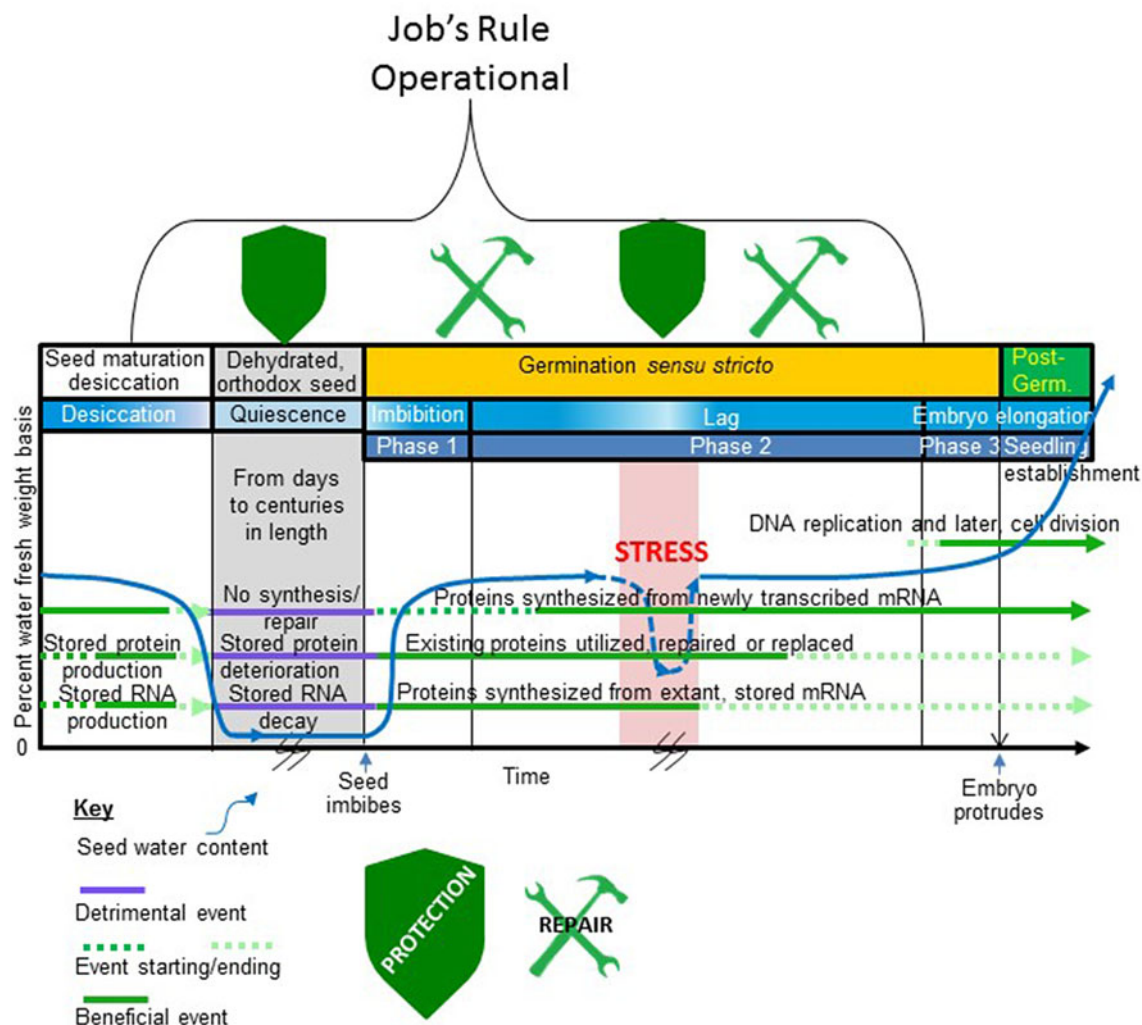 Job's Rule
Operational
Seed maturation
desiccation
Dehydrated,
orthodox seed
Germination sensu stricto
Post-
Germ.
Desiccation
Quiescence
Imbibition
Lag
Embryo elongation
Phase 1
Phase 2
Phase 3
Seedling
establishment
From days
to centuries
in length
DNA replication and later, cell division
STRESS
No synthesis/
repair
Proteins synthesized from newly transcribed mRNA
Stored protein
production
Stored protein
deterioration
Existing proteins utilized, repaired or replaced
Stored RNA
production
Stored RNA
decay
Proteins synthesized from extant, stored mRNA
Percent water fresh weight basis
0
Time
Seed
imbibes
Embryo
protrudes
Key
Seed water content
Detrimental event
Event starting/ending
Beneficial event
PROTECTION
REPAIR